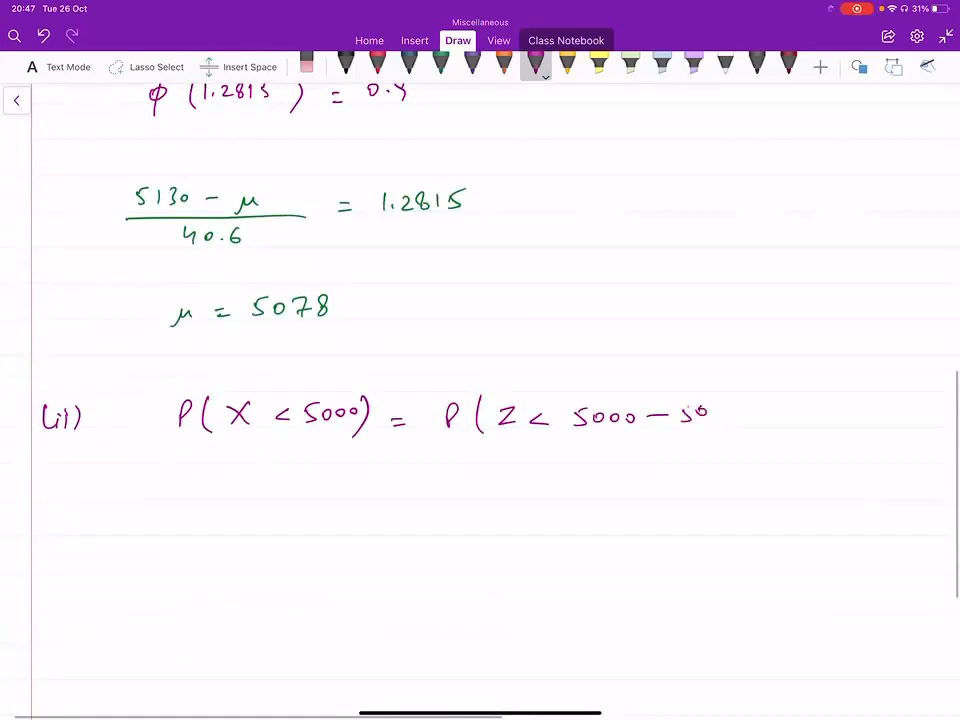 20:47 Tue 26 Oct
31%
Miscellaneous
Home Insert Draw View Class Notebook
A Text Mode Lasso Select Insert Space
ϕ (1.2815) = 0.9
5130 - μ
40.6
= 1.2815
μ = 5078
(ii) P( X < 5000) = P( Z < 5000 - 50